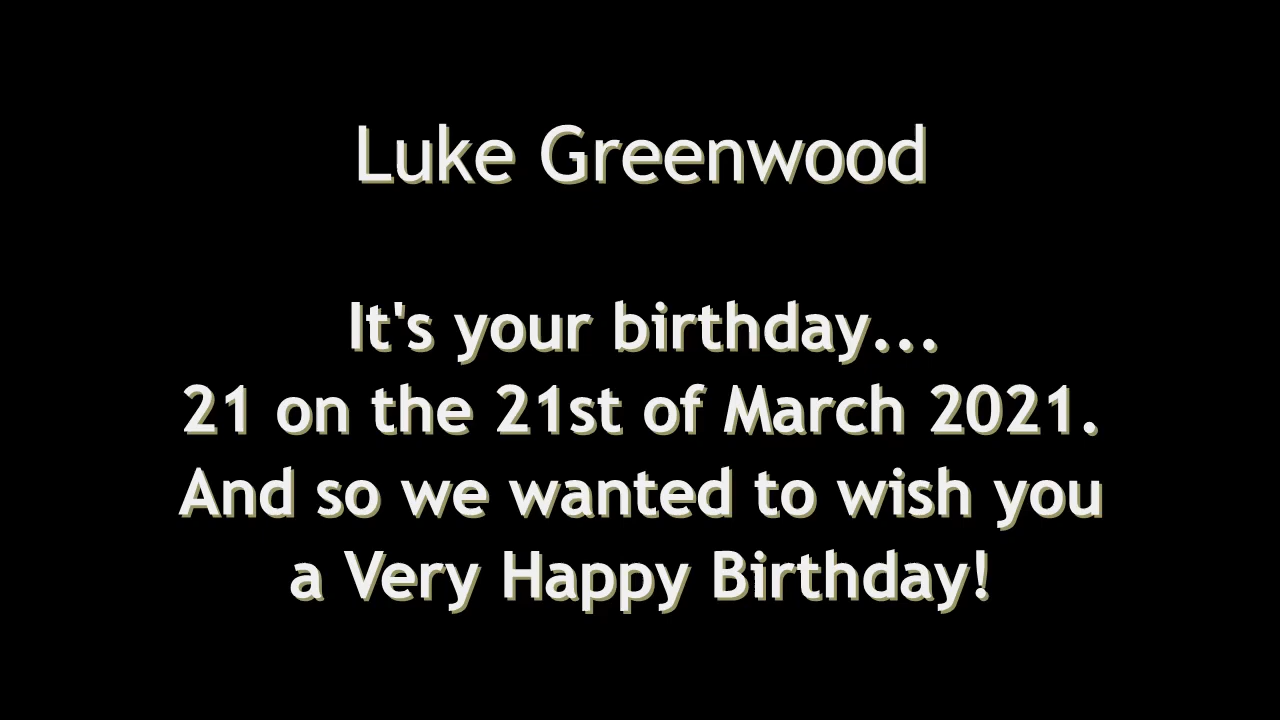 Luke Greenwood
It's your birthday...
21 on the 21st of March 2021.
And so we wanted to wish you
a Very Happy Birthday!